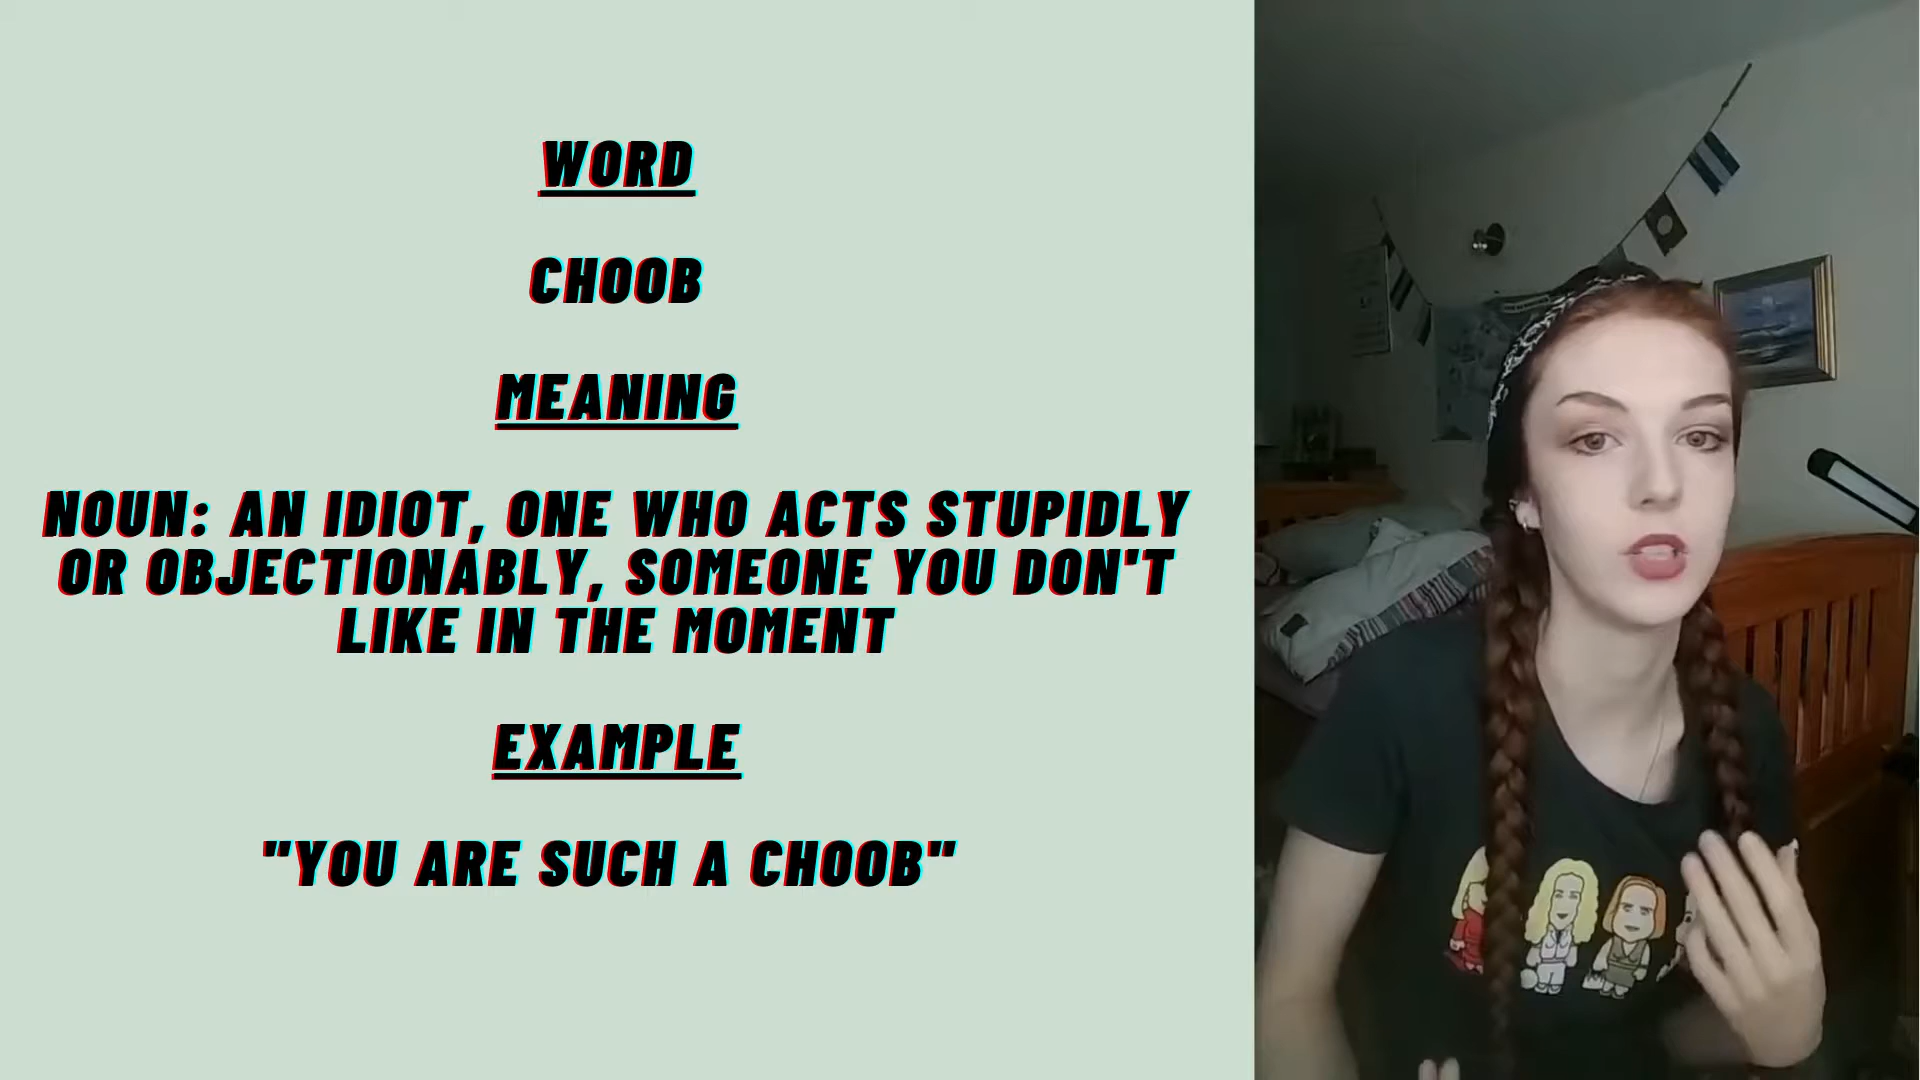 WORD
CHOOB
MEANING
NOUN: AN IDIOT, ONE WHO ACTS STUPIDLY
OR OBJECTIONABLY, SOMEONE YOU DON'T
LIKE IN THE MOMENT
EXAMPLE
"YOU ARE SUCH A CHOOB"